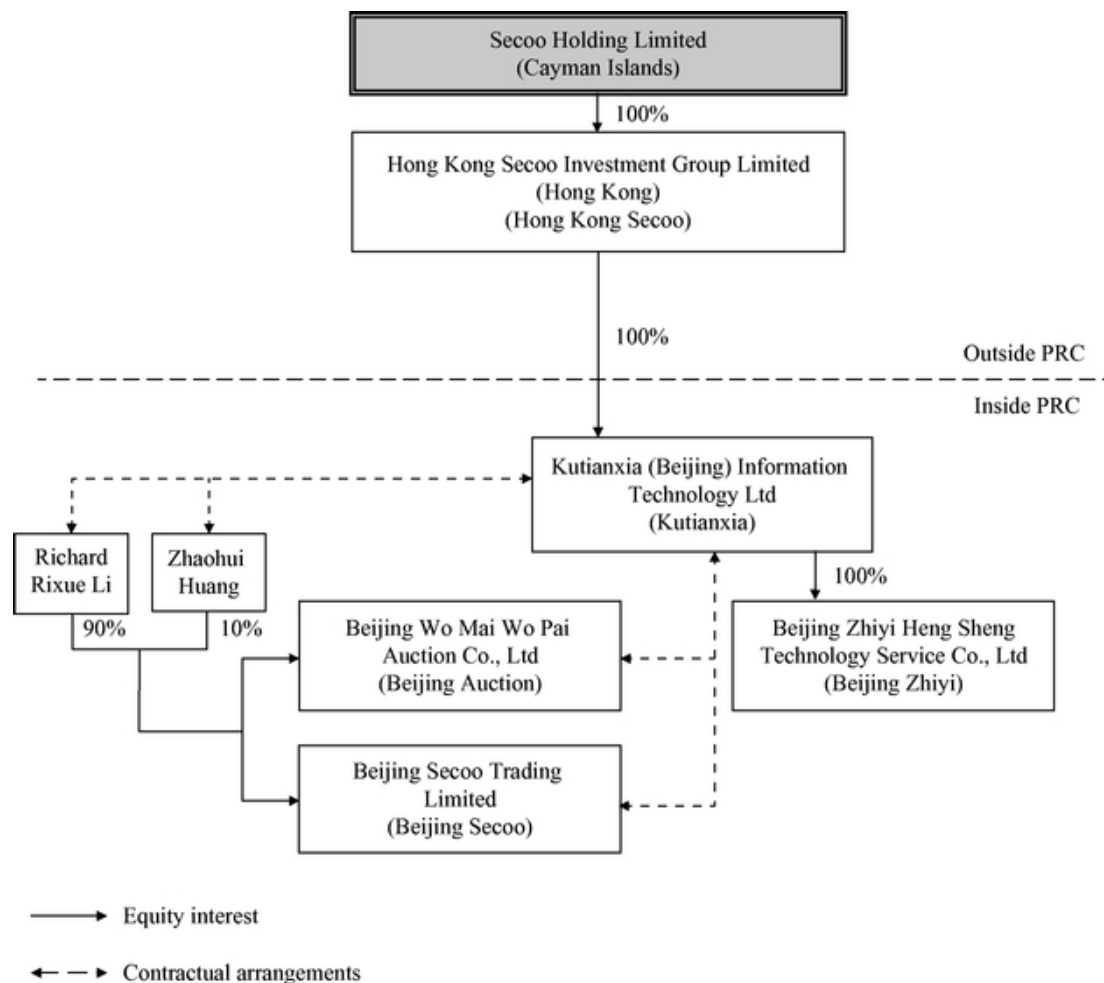 Secoo Holding Limited
(Cayman Islands)
100%
Hong Kong Secoo Investment Group Limited
(Hong Kong)
(Hong Kong Secoo)
100%
Outside PRC
Inside PRC
Kutianxia (Beijing) Information
Technology Ltd
(Kutianxia)
Richard
Rixue Li
Zhaohui
Huang
90%
10%
100%
Beijing Wo Mai Wo Pai
Auction Co., Ltd
(Beijing Auction)
Beijing Zhiyi Heng Sheng
Technology Service Co., Ltd
(Beijing Zhiyi)
Beijing Secoo Trading
Limited
(Beijing Secoo)
Equity interest
Contractual arrangements